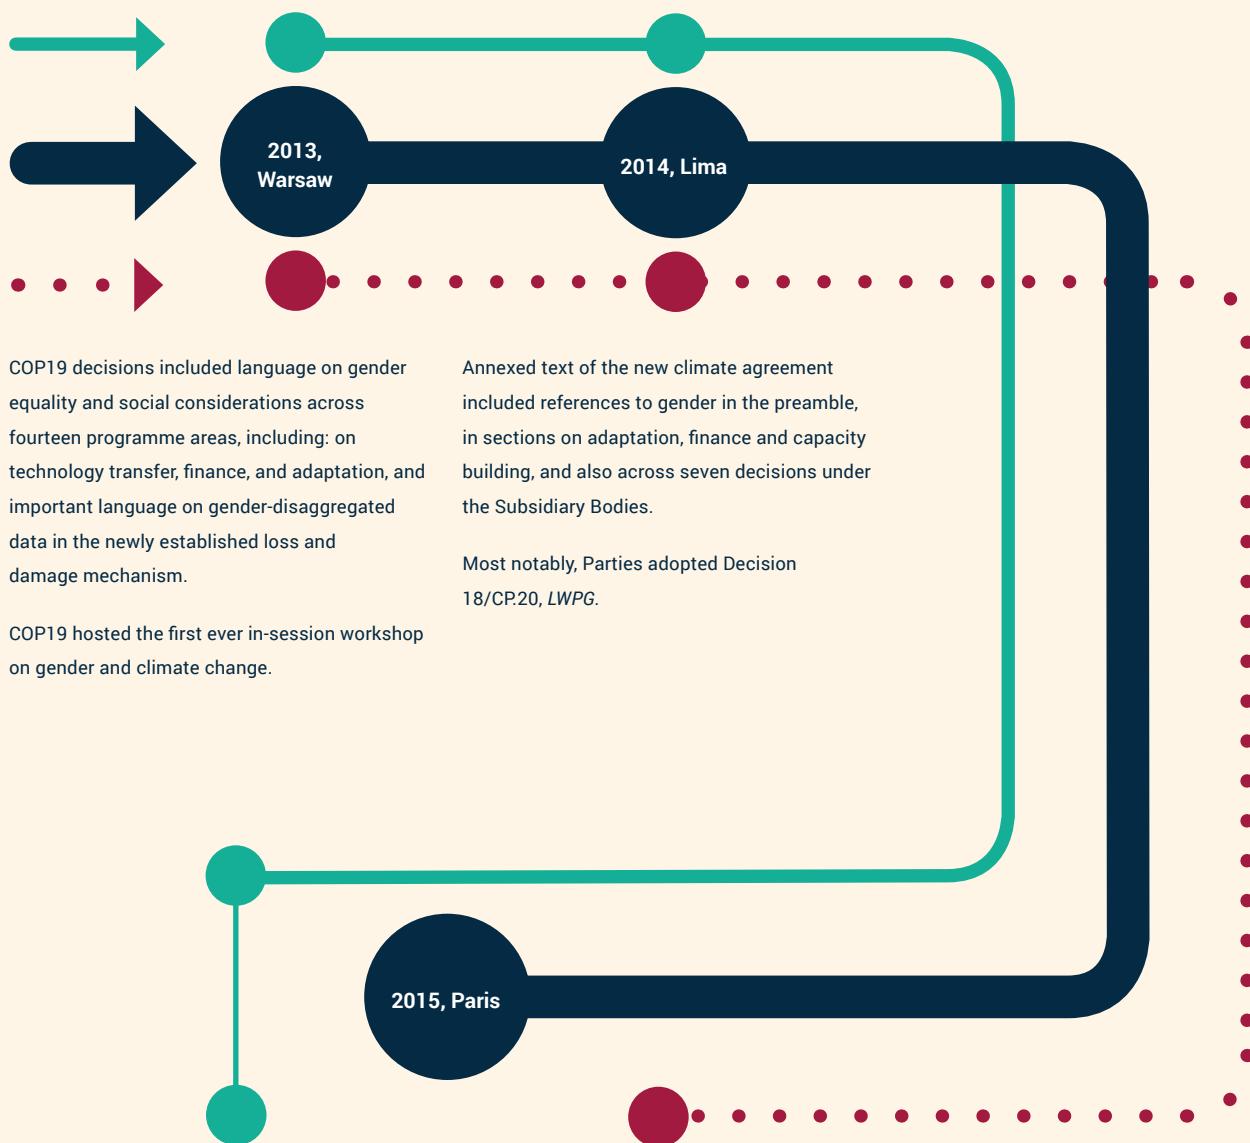 2013,
Warsaw
2014, Lima
COP19 decisions included language on gender
equality and social considerations across
fourteen programme areas, including: on
technology transfer, finance, and adaptation, and
important language on gender-disaggregated
data in the newly established loss and
damage mechanism.
COP19 hosted the first ever in-session workshop
on gender and climate change.
Annexed text of the new climate agreement
included references to gender in the preamble,
in sections on adaptation, finance and capacity
building, and also across seven decisions under
the Subsidiary Bodies.
Most notably, Parties adopted Decision
18/CP.20, LWPG.
2015, Paris